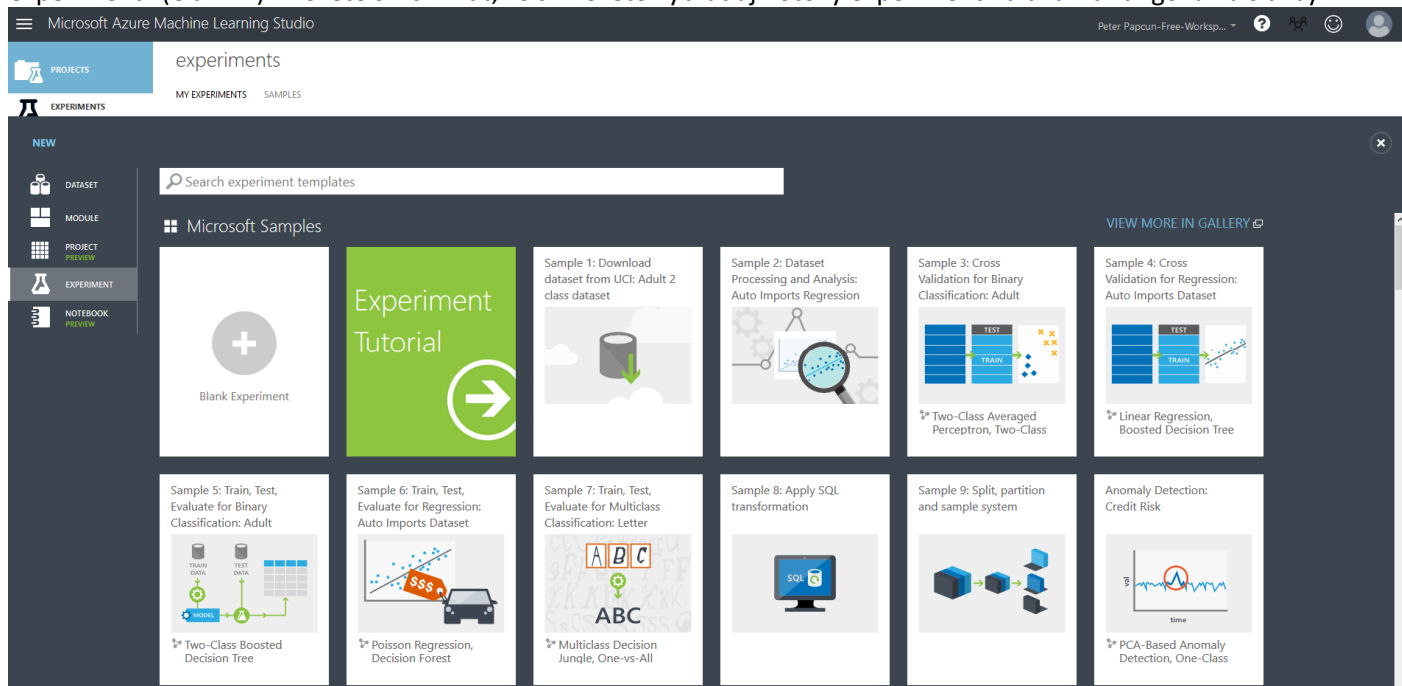 Microsoft Azure Machine Learning Studio
Peter Papcun-Free-Worksp...
?
PROJECTS
EXPERIMENTS
experiments
MY EXPERIMENTS SAMPLES
NEW
DATASET
MODULE
PROJECT
PREVIEW
EXPERIMENT
NOTEBOOK
PREVIEW
Search experiment templates
Microsoft Samples
VIEW MORE IN GALLERY
Blank Experiment
Experiment
Tutorial
Sample 1: Download
dataset from UCI: Adult 2
class dataset
Sample 2: Dataset
Processing and Analysis:
Auto Imports Regression
Sample 3: Cross
Validation for Binary
Classification: Adult
TEST
TRAIN
Two-Class Averaged
Perceptron, Two-Class
Sample 4: Cross
Validation for Regression:
Auto Imports Dataset
TEST
TRAIN
Linear Regression,
Boosted Decision Tree
Sample 5: Train, Test,
Evaluate for Binary
Classification: Adult
TRAIN
DATA
TEST
DATA
MODEL
Two-Class Boosted
Decision Tree
Sample 6: Train, Test,
Evaluate for Regression:
Auto Imports Dataset
$$$
Poisson Regression,
Decision Forest
Sample 7: Train, Test,
Evaluate for Multiclass
Classification: Letter
A B C
ABC
Multiclass Decision
Jungle, One-vs-All
Sample 8: Apply SQL
transformation
SQL
Sample 9: Split, partition
and sample system
Anomaly Detection:
Credit Risk
val
time
PCA-Based Anomaly
Detection, One-Class